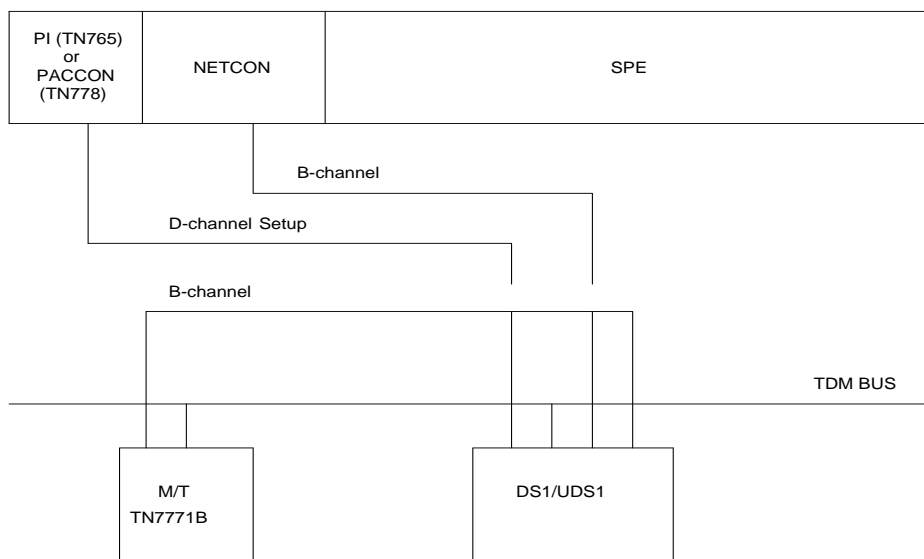 PI (TN765)
or
PACCON
(TN778)
NETCON
SPE
B-channel
D-channel Setup
B-channel
TDM BUS
M/T
TN7771B
DS1/UDS1